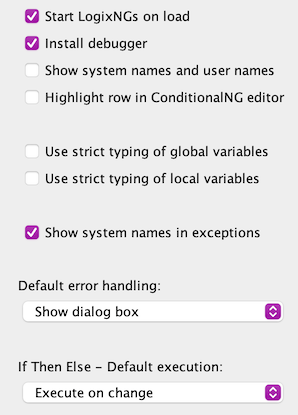 Start LogixNGs on load
Install debugger
Show system names and user names
Highlight row in ConditionalNG editor
Use strict typing of global variables
Use strict typing of local variables
Show system names in exceptions
Default error handling:
Show dialog box
If Then Else – Default execution:
Execute on change